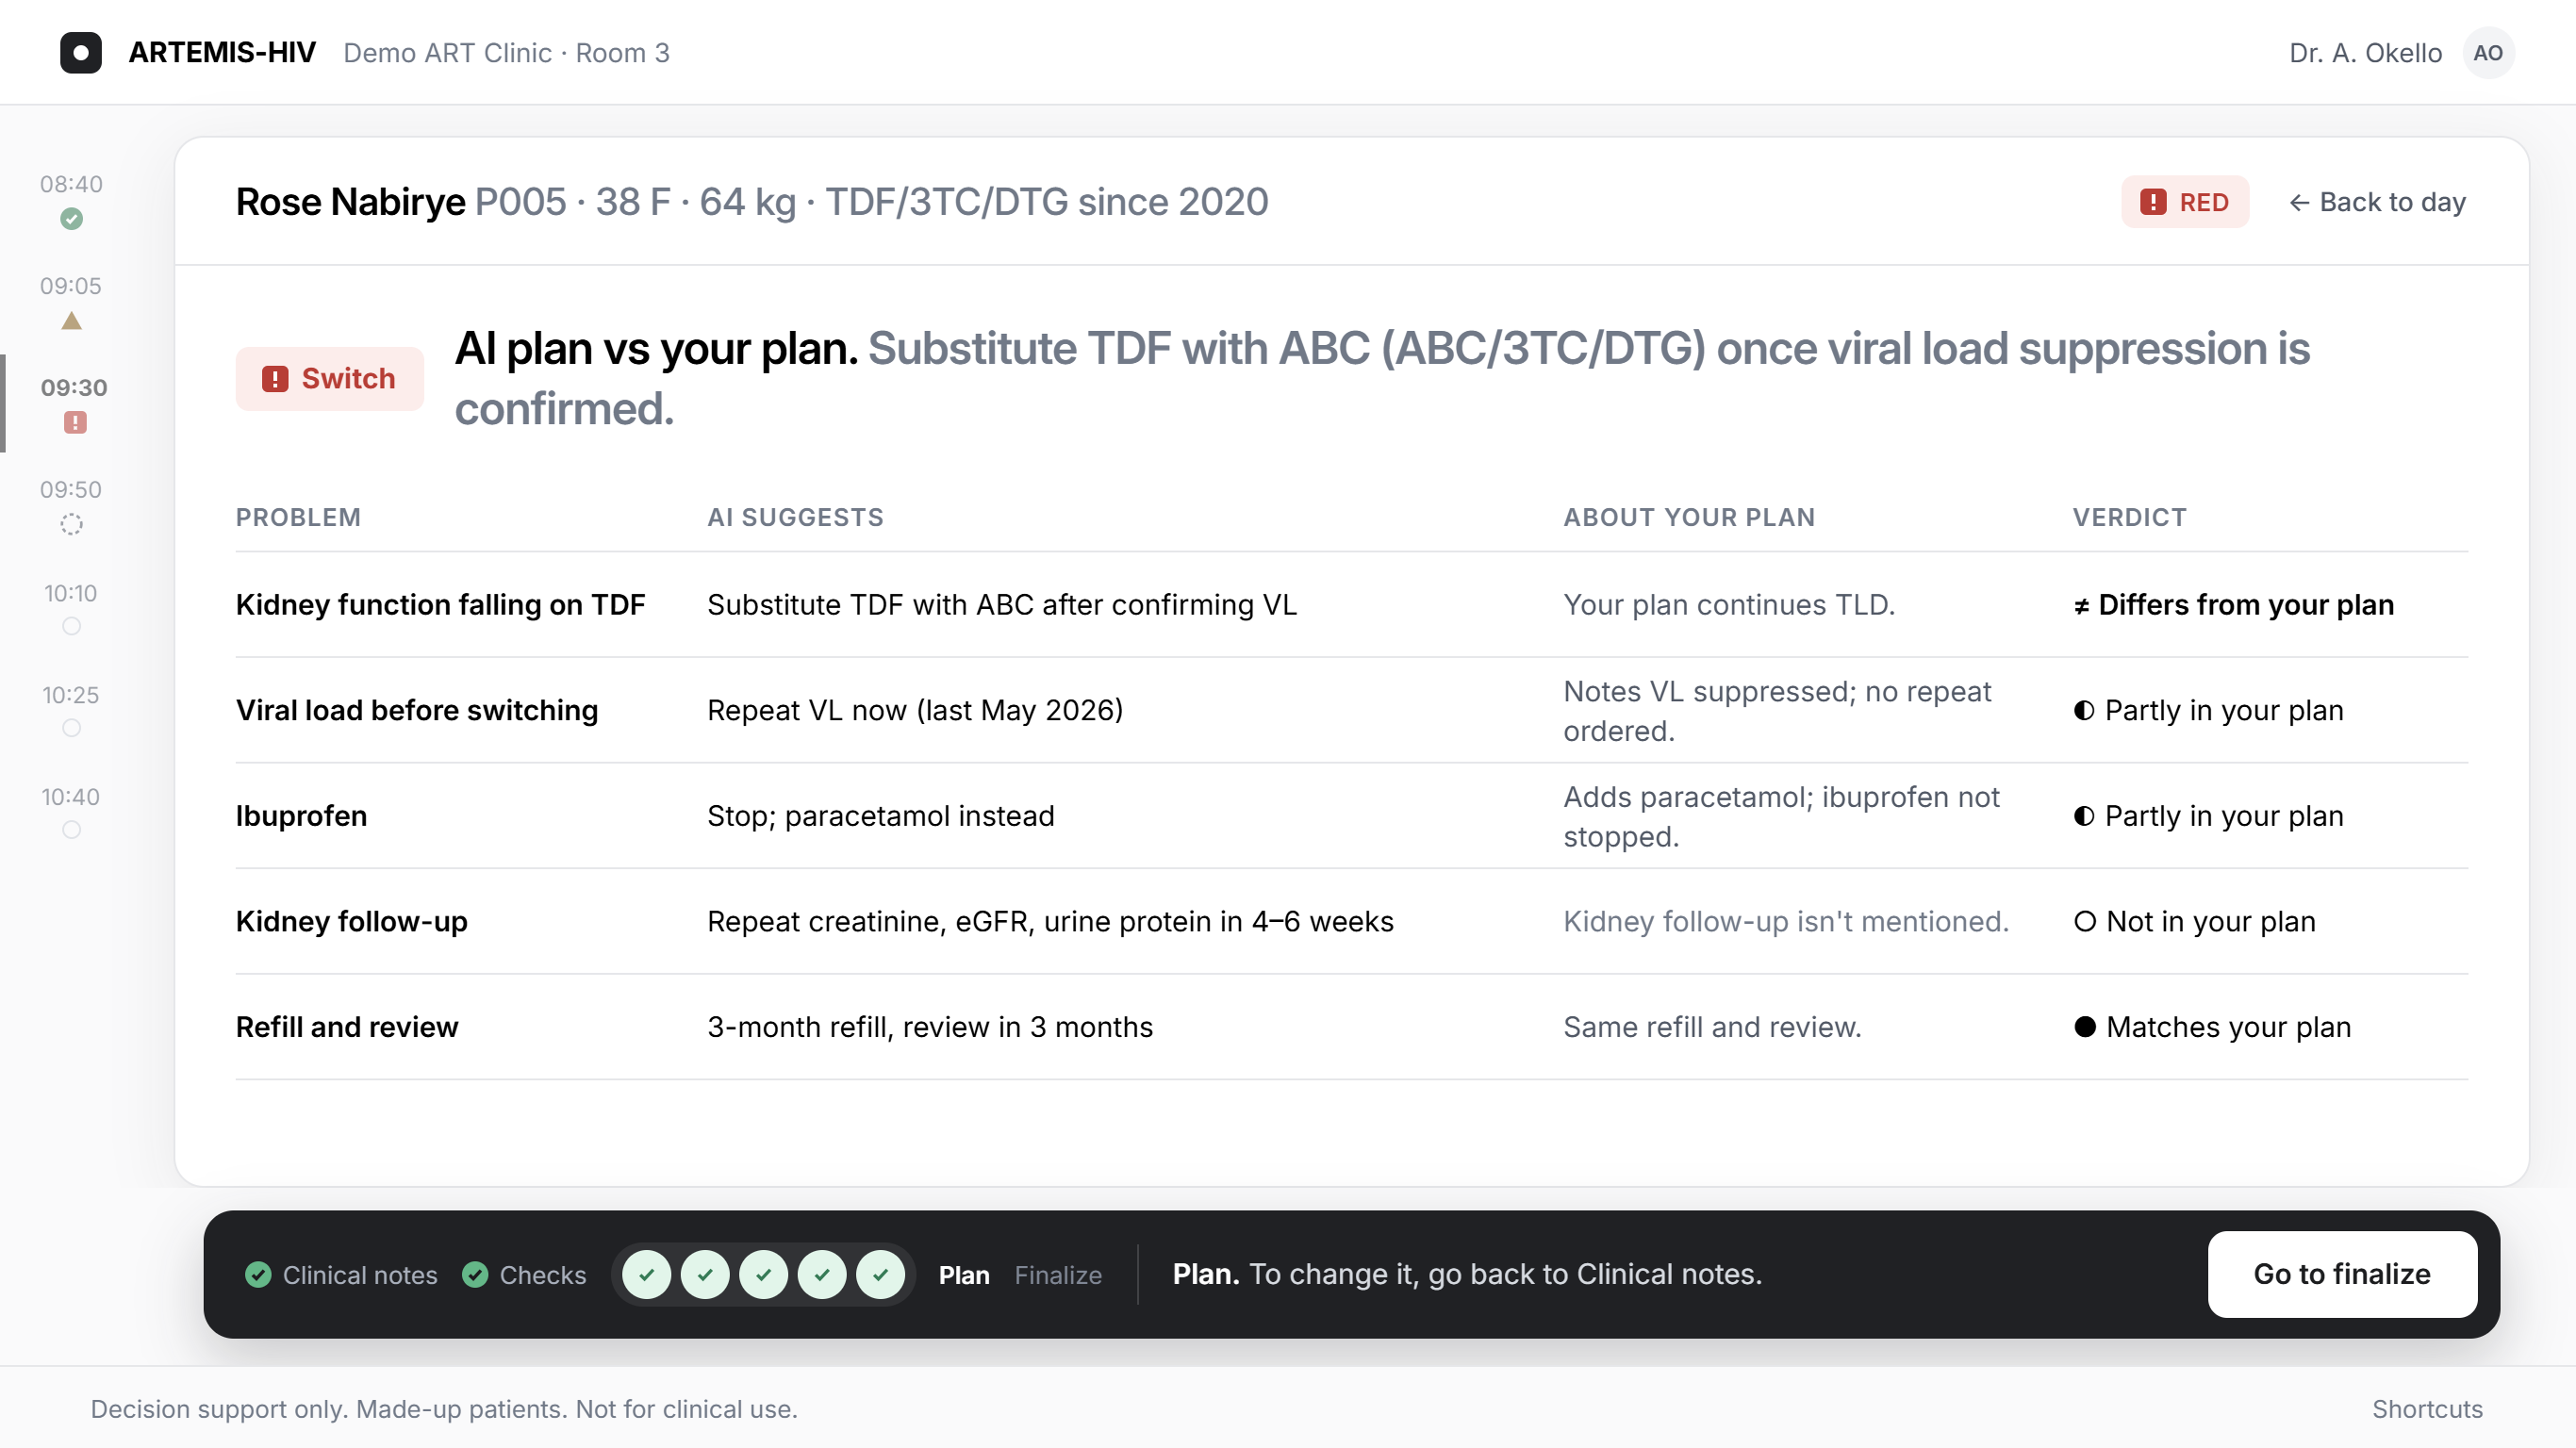 ARTEMIS-HIV Demo ART Clinic · Room 3
Dr. A. Okello AO
08:40
09:05
09:30
09:50
10:10
10:25
10:40
Rose Nabirye P005 · 38 F · 64 kg · TDF/3TC/DTG since 2020
RED
← Back to day
Switch
AI plan vs your plan. Substitute TDF with ABC (ABC/3TC/DTG) once viral load suppression is
confirmed.
PROBLEM AI SUGGESTS ABOUT YOUR PLAN VERDICT
Kidney function falling on TDF Substitute TDF with ABC after confirming VL Your plan continues TLD. ≠ Differs from your plan
Viral load before switching Repeat VL now (last May 2026) Notes VL suppressed; no repeat
ordered. Partly in your plan
Ibuprofen Stop; paracetamol instead Adds paracetamol; ibuprofen not
stopped. Partly in your plan
Kidney follow-up Repeat creatinine, eGFR, urine protein in 4–6 weeks Kidney follow-up isn't mentioned. Not in your plan
Refill and review 3-month refill, review in 3 months Same refill and review. Matches your plan
Clinical notes Checks Plan Finalize Plan. To change it, go back to Clinical notes. Go to finalize
Decision support only. Made-up patients. Not for clinical use. Shortcuts